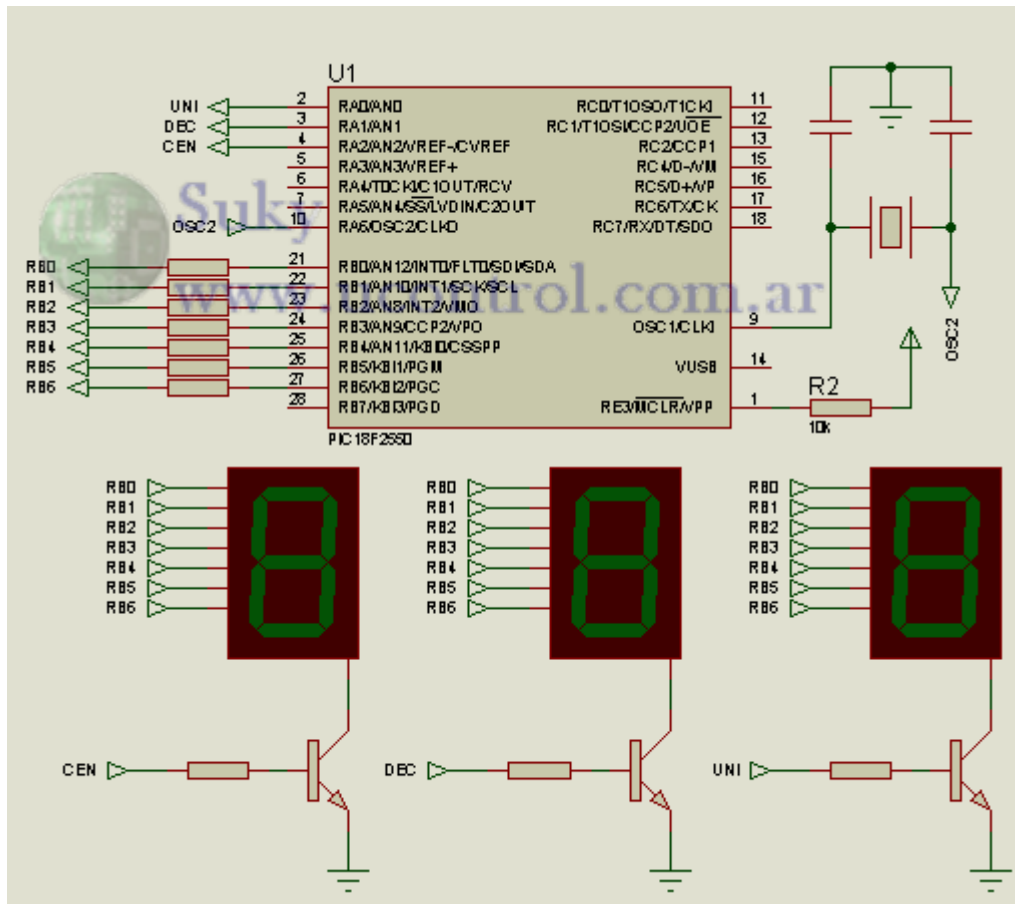 U1
UNI
DEC
CEN
OSC2
2
3
4
5
6
7
10
RA0/AN0
RA1/AN1
RA2/AN2/VREF-/CVREF
RA3/AN3/VREF+
RA4/T0CKI/C1OUT/RCV
RA5/AN4/SS/LVDIN/C2OUT
RA6/OSC2/CLKO
RC0/T1OSO/T1CKI
RC1/T1OSI/CCP2/UOE
RC2/CCP1
RC4/D-/VM
RC5/D+/VP
RC6/TX/CK
RC7/RX/DT/SDO
11
12
13
15
16
17
18
Suky
www.ucontrol.com.ar
RB0
RB1
RB2
RB3
RB4
RB5
RB6
21
22
23
24
25
26
27
28
RB0/AN12/INT0/FLT0/SDI/SDA
RB1/AN10/INT1/SCK/SCL
RB2/AN8/INT2/VMO
RB3/AN9/CCP2/VPO
RB4/AN11/KBI0/CSSPP
RB5/KBI1/PGM
RB6/KBI2/PGC
RB7/KBI3/PGD
OSC1/CLKI
VUSB
RE3/MCLR/VPP
9
14
1
OSC2
R2
10k
PIC18F2550
RB0
RB1
RB2
RB3
RB4
RB5
RB6
RB0
RB1
RB2
RB3
RB4
RB5
RB6
RB0
RB1
RB2
RB3
RB4
RB5
RB6
CEN
DEC
UNI